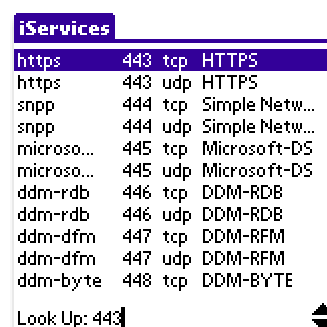 iServices
https 443 tcp HTTPS
https 443 udp HTTPS
snpp 444 tcp Simple Netw...
snpp 444 udp Simple Netw...
microso... 445 tcp Microsoft-DS
microso... 445 udp Microsoft-DS
ddm-rdb 446 tcp DDM-RDB
ddm-rdb 446 udp DDM-RDB
ddm-dfm 447 tcp DDM-RFM
ddm-dfm 447 udp DDM-RFM
ddm-byte 448 tcp DDM-BYTE
Look Up: 443